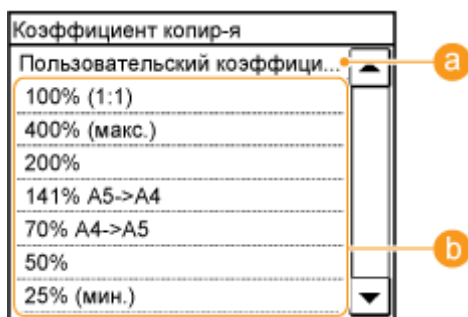 Коэффициент копир-я
Пользовательский коэффици... a
100% (1:1)
400% (макс.)
200%
141% A5->A4
70% A4->A5
50% b
25% (мин.)